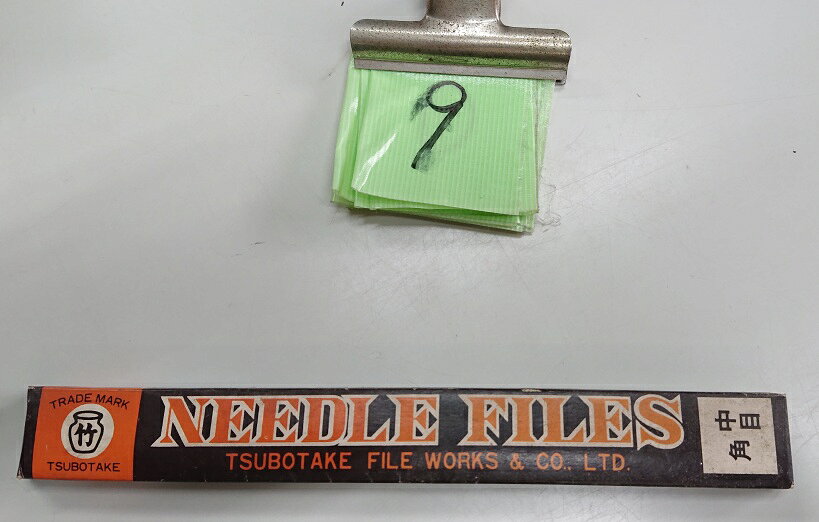 9
TRADE MARK
竹
TSUBOTAKE
NEEDLE FILES
TSUBOTAKE FILE WORKS & CO., LTD.
中目
角